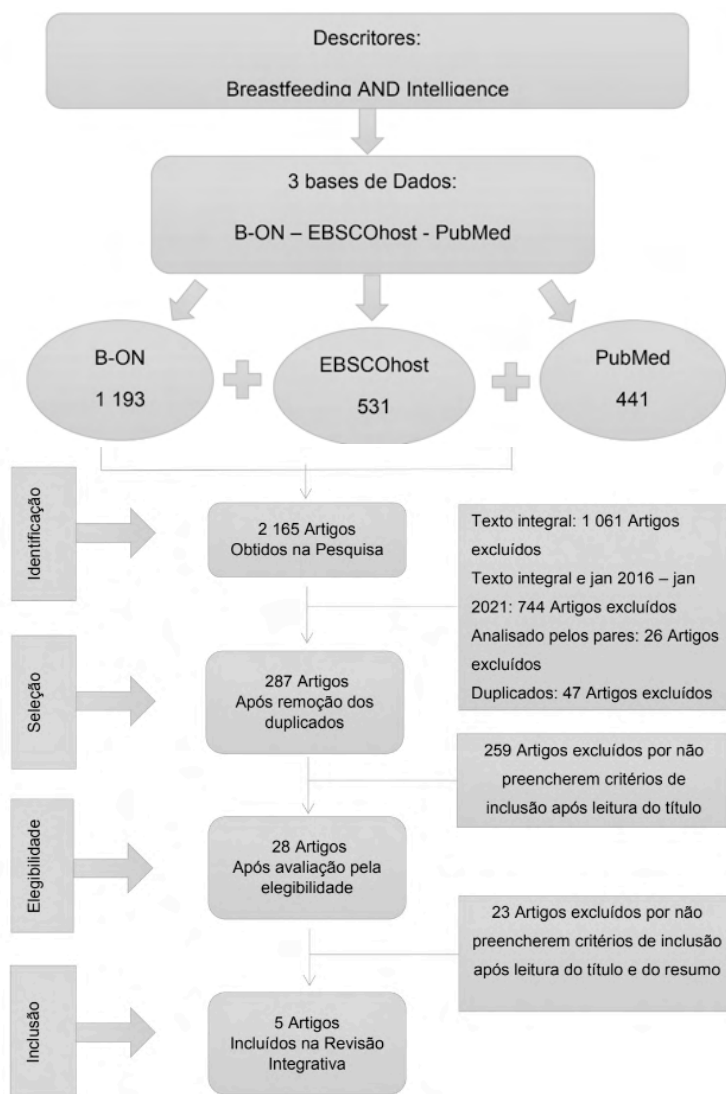 Descritores:
Breastfeeding AND Intelligence
3 bases de Dados:
B-ON – EBSCOhost - PubMed
B-ON
1 193
EBSCOhost
531
PubMed
441
Identificação
2 165 Artigos
Obtidos na Pesquisa
Texto integral: 1 061 Artigos
excluídos
Texto integral e jan 2016 – jan
2021: 744 Artigos excluídos
Analisado pelos pares: 26 Artigos
excluídos
Duplicados: 47 Artigos excluídos
Seleção
287 Artigos
Após remoção dos
duplicados
259 Artigos excluídos por não
preencherem critérios de
inclusão após leitura do título
Elegibilidade
28 Artigos
Após avaliação pela
elegibilidade
23 Artigos excluídos por não
preencherem critérios de inclusão
após leitura do título e do resumo
Inclusão
5 Artigos
Incluídos na Revisão
Integrativa